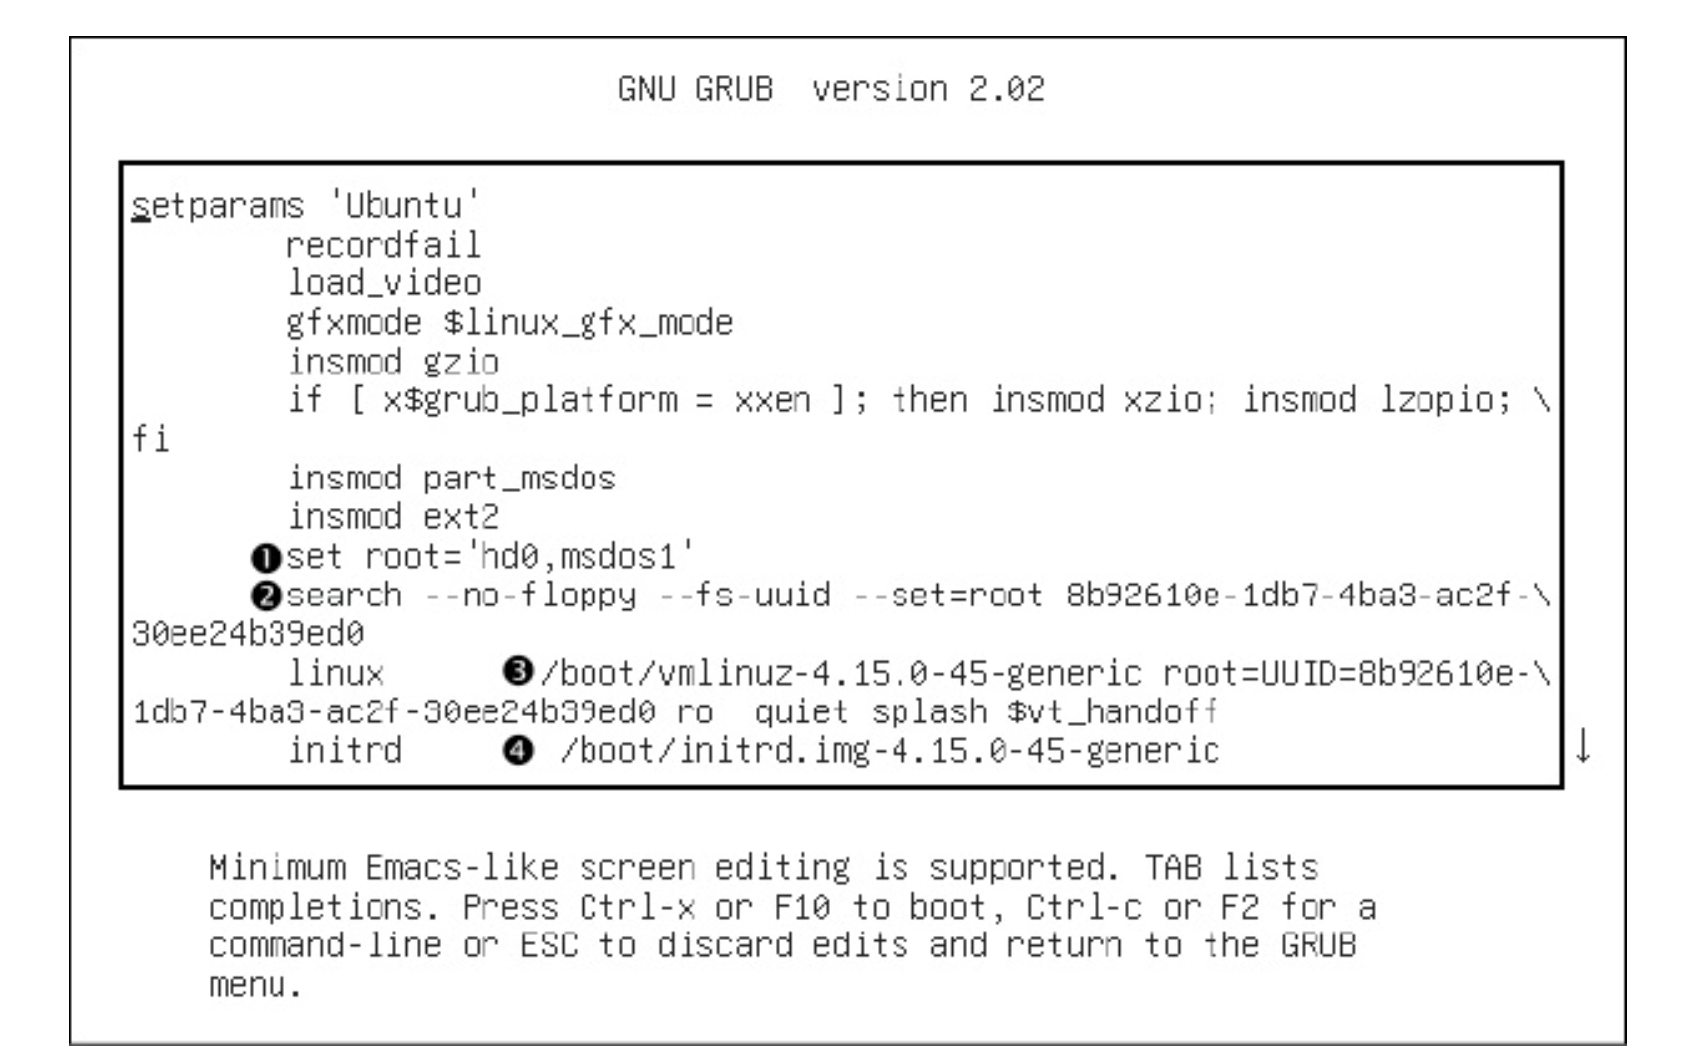 GNU GRUB  version 2.02
setparams 'Ubuntu'
recordfail
load_video
gfxmode $linux_gfx_mode
insmod gzio
if [ x$grub_platform = xxen ]; then insmod xzio; insmod lzopio; \
fi
insmod part_msdos
insmod ext2
❶set root='hd0,msdos1'
❷search --no-floppy --fs-uuid --set=root 8b92610e-1db7-4ba3-ac2f-\
30ee24b39ed0
linux ❸/boot/vmlinuz-4.15.0-45-generic root=UUID=8b92610e-\
1db7-4ba3-ac2f-30ee24b39ed0 ro  quiet splash $vt_handoff
initrd ❹ /boot/initrd.img-4.15.0-45-generic
↓
Minimum Emacs-like screen editing is supported. TAB lists
completions. Press Ctrl-x or F10 to boot, Ctrl-c or F2 for a
command-line or ESC to discard edits and return to the GRUB
menu.